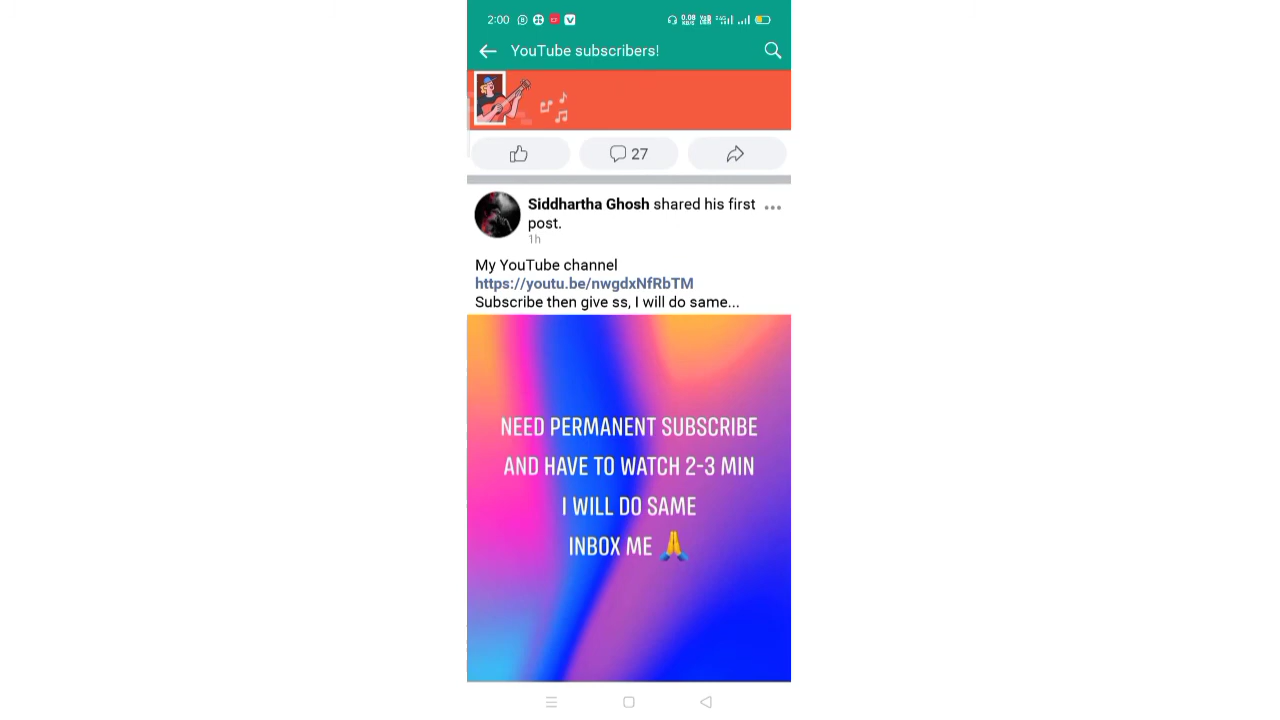 2:00
YouTube subscribers!
27
Siddhartha Ghosh shared his first
post.
1h
My YouTube channel
https://youtu.be/nwgdxNfRbTM
Subscribe then give ss, I will do same...
NEED PERMANENT SUBSCRIBE
AND HAVE TO WATCH 2-3 MIN
I WILL DO SAME
INBOX ME 🙏